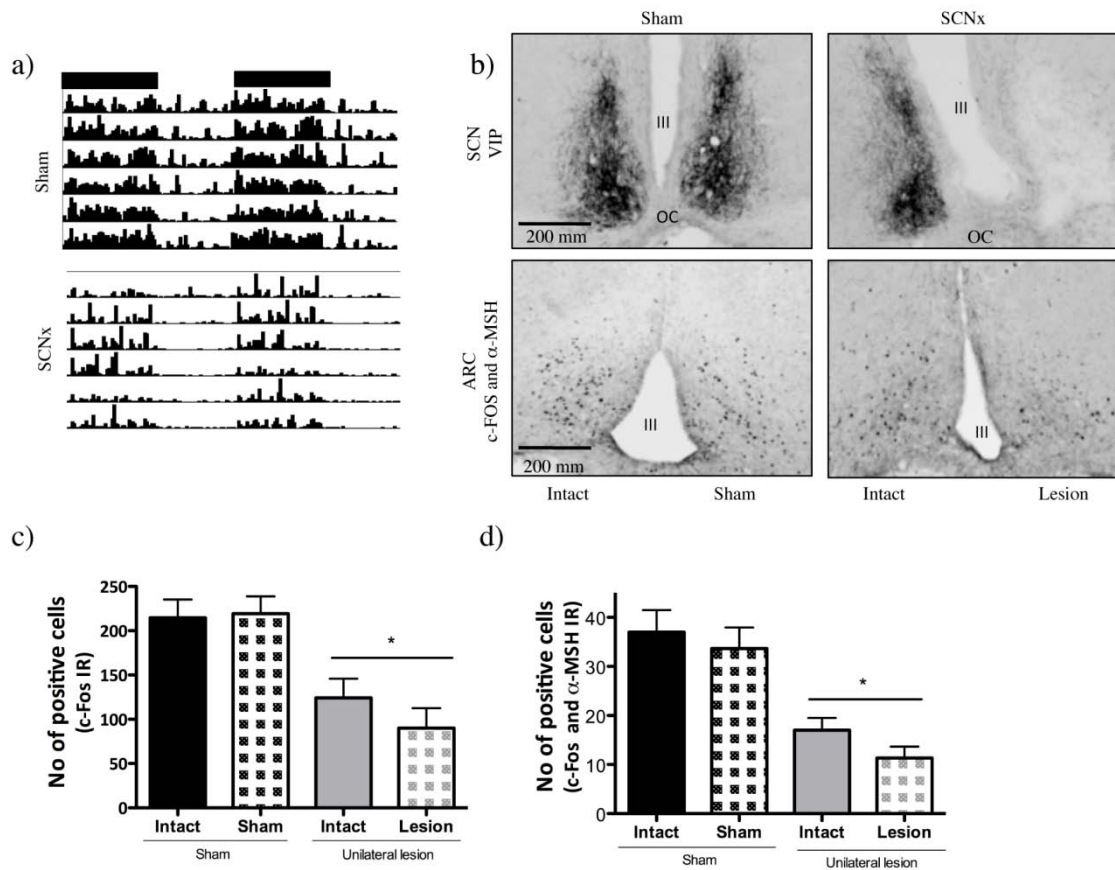 a)
Sham
SCNx
b)
Sham
SCNx
SCN
VIP
III
OC
200 mm
III
OC
ARC
c-FOS and α-MSH
III
200 mm
III
Intact
Sham
Intact
Lesion
c)
No of positive cells
(c-Fos IR)
250
200
150
100
50
0
*
Intact
Sham
Intact
Lesion
Sham
Unilateral lesion
d)
No of positive cells
(c-Fos and α-MSH IR)
40
30
20
10
0
*
Intact
Sham
Intact
Lesion
Sham
Unilateral lesion